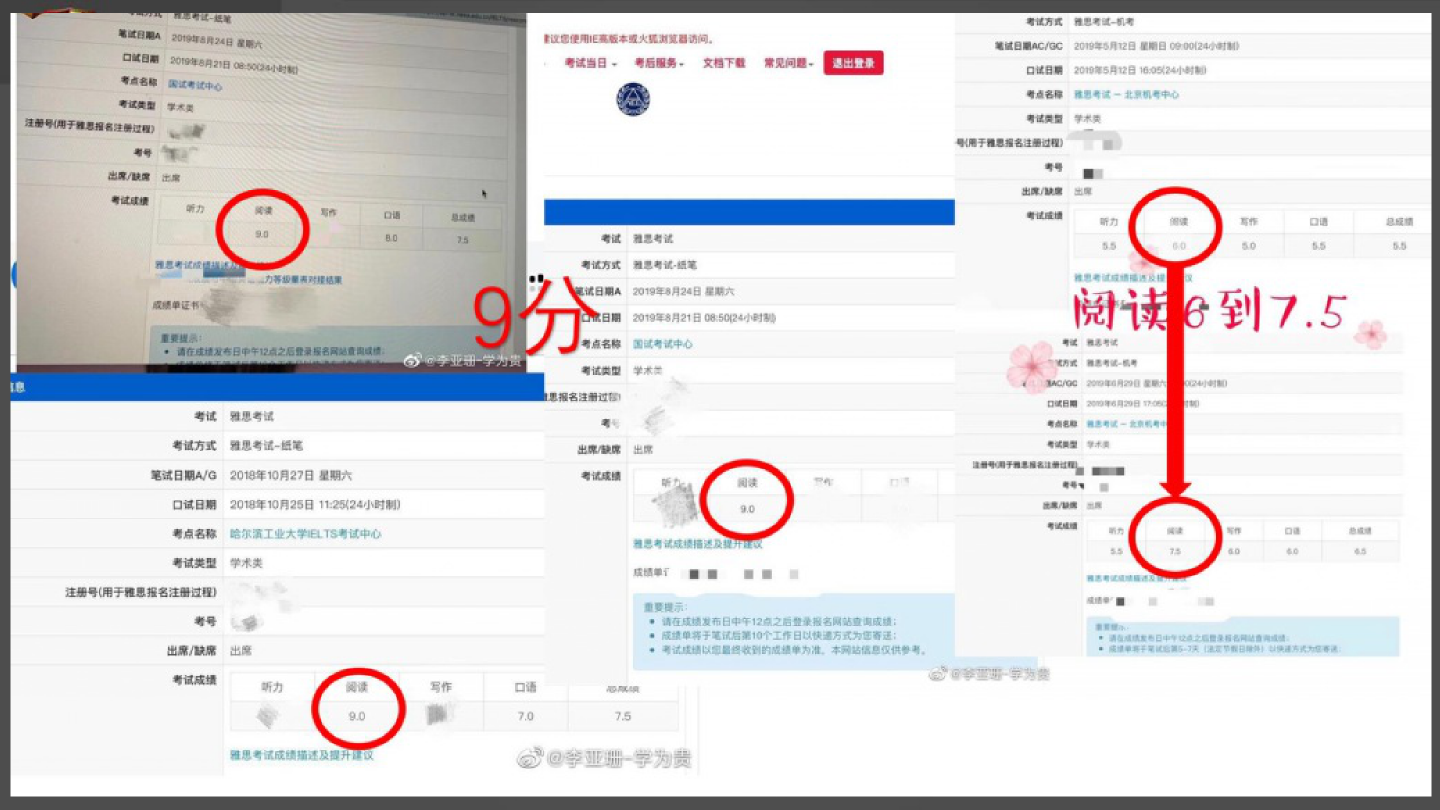 雅思考试-纸笔
笔试日期A 2019年8月24日 星期六
口试日期 2019年8月21日 08:50(24小时制)
考点名称 国试考试中心
考试类型 学术类
注册号(用于雅思报名注册过程)
考号
出席/缺席 出席
考试成绩 听力 阅读 写作 口语 总成绩
9.0 6.0 7.5
雅思考试成绩描述及
力等级量表对接结果
成绩单证书
重要提示:
请在成绩发布日中午12点之后登录报名网站查询成绩;
@李亚珊-学为贵
信息
考试 雅思考试
考试方式 雅思考试-纸笔
笔试日期A/G 2018年10月27日 星期六
口试日期 2018年10月25日 11:25(24小时制)
考点名称 哈尔滨工业大学IELTS考试中心
考试类型 学术类
注册号(用于雅思报名注册过程)
考号
出席/缺席 出席
考试成绩 听力 阅读 写作 口语 总成绩
9.0 7.0 7.5
雅思考试成绩描述及提升建议
@李亚珊-学为贵
9分
建议您使用IE高版本或火狐浏览器访问。
考试当日 考后服务 文档下载 常见问题 退出登录
考试 雅思考试
考试方式 雅思考试-纸笔
笔试日期A 2019年8月24日 星期六
口试日期 2019年8月21日 08:50(24小时制)
考点名称 国试考试中心
考试类型 学术类
思报名注册过程)
考号
出席/缺席 出席
考试成绩 听力 阅读 写作 口语
9.0
雅思考试成绩描述及提升建议
成绩单
重要提示:
请在成绩发布日中午12点之后登录报名网站查询成绩;
成绩单将于笔试后第10个工作日以快递方式为您寄送;
考试成绩以您最终收到的成绩单为准。本网站信息仅供参考。
@李亚珊-学为贵
考试方式 雅思考试-机考
笔试日期AC/GC 2019年5月12日 星期日 09:00(24小时制)
口试日期 2019年5月12日 16:05(24小时制)
考点名称 雅思考试 — 北京机考中心
考试类型 学术类
号(用于雅思报名注册过程)
考号
出席/缺席 出席
考试成绩 听力 阅读 写作 口语 总成绩
5.5 6.0 5.0 5.5 5.5
雅思考试成绩描述及提 议
阅读6到7.5
考试 雅思考试
试方式 雅思考试-机考
AC/GC 2019年6月29日 星期六 00(24小时制)
口试日期 2019年6月29日 17:05( 时制)
考点名称 雅思考试 — 北京机考中
考试类型 学术类
注册号(用于雅思报名注册过程)
考号
出席/缺席 出席
考试成绩 听力 阅读 写作 口语 总成绩
5.5 7.5 6.0 6.0 6.5
雅思考试成绩描述及提升建议
成绩单
重要提示:
请在成绩发布日中午12点之后登录报名网站查询成绩;
成绩单将于笔试后第5-7天（法定节假日除外）以快递方式为您寄送;